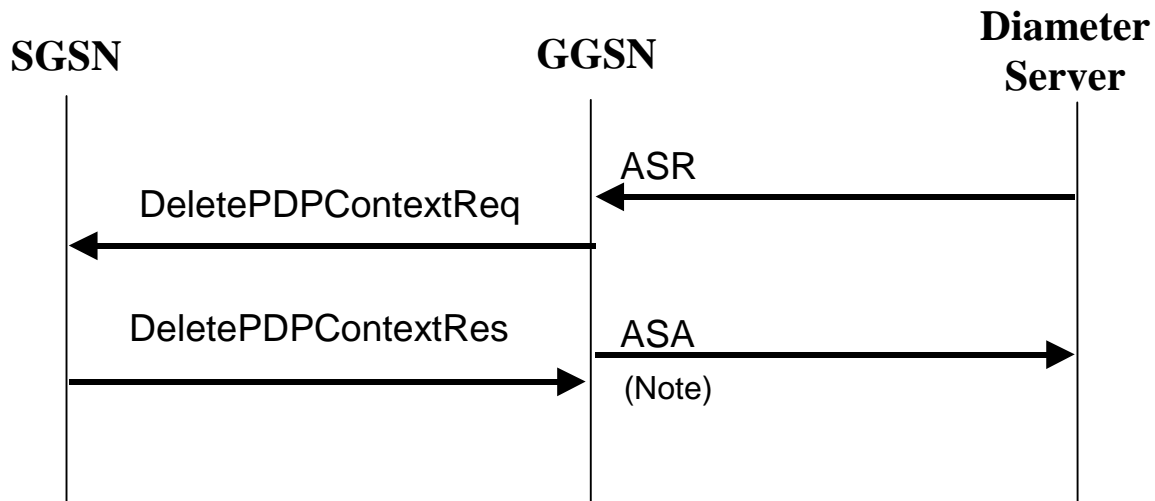 SGSN
GGSN
Diameter
Server
ASR
DeletePDPContextReq
DeletePDPContextRes
ASA
(Note)